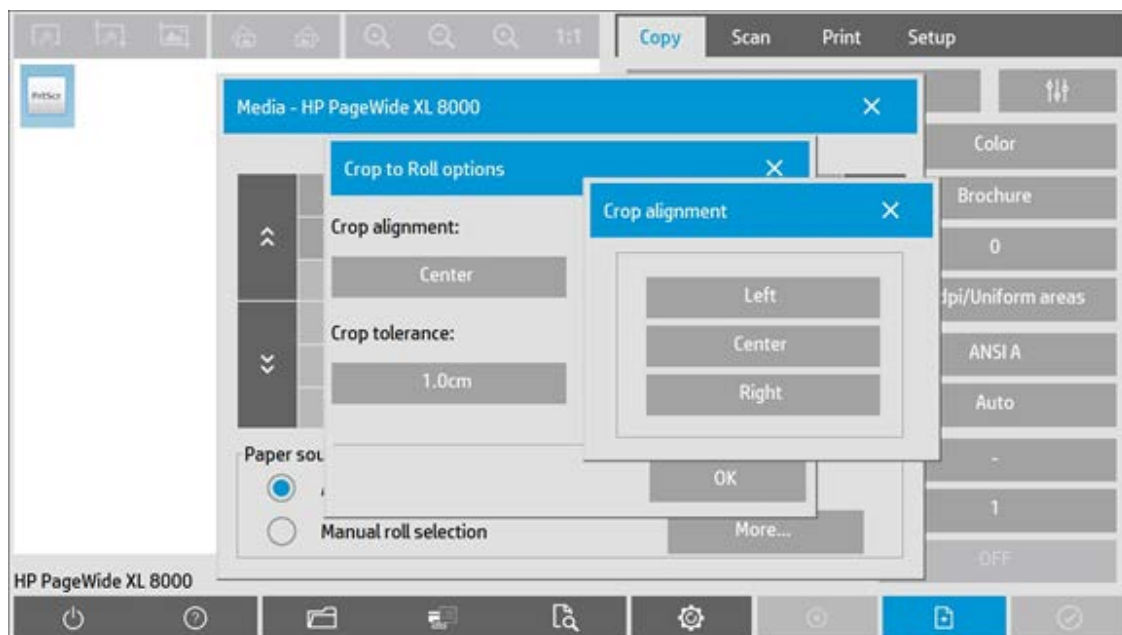 1:1
Copy
Scan
Print
Setup
PrtScr
Media - HP PageWide XL 8000
Color
Crop to Roll options
Brochure
Crop alignment
Crop alignment:
0
Center
Left
dpi/Uniform areas
Crop tolerance:
Center
ANSI A
1.0cm
Right
Auto
Paper sou
-
OK
1
Manual roll selection
More...
OFF
HP PageWide XL 8000